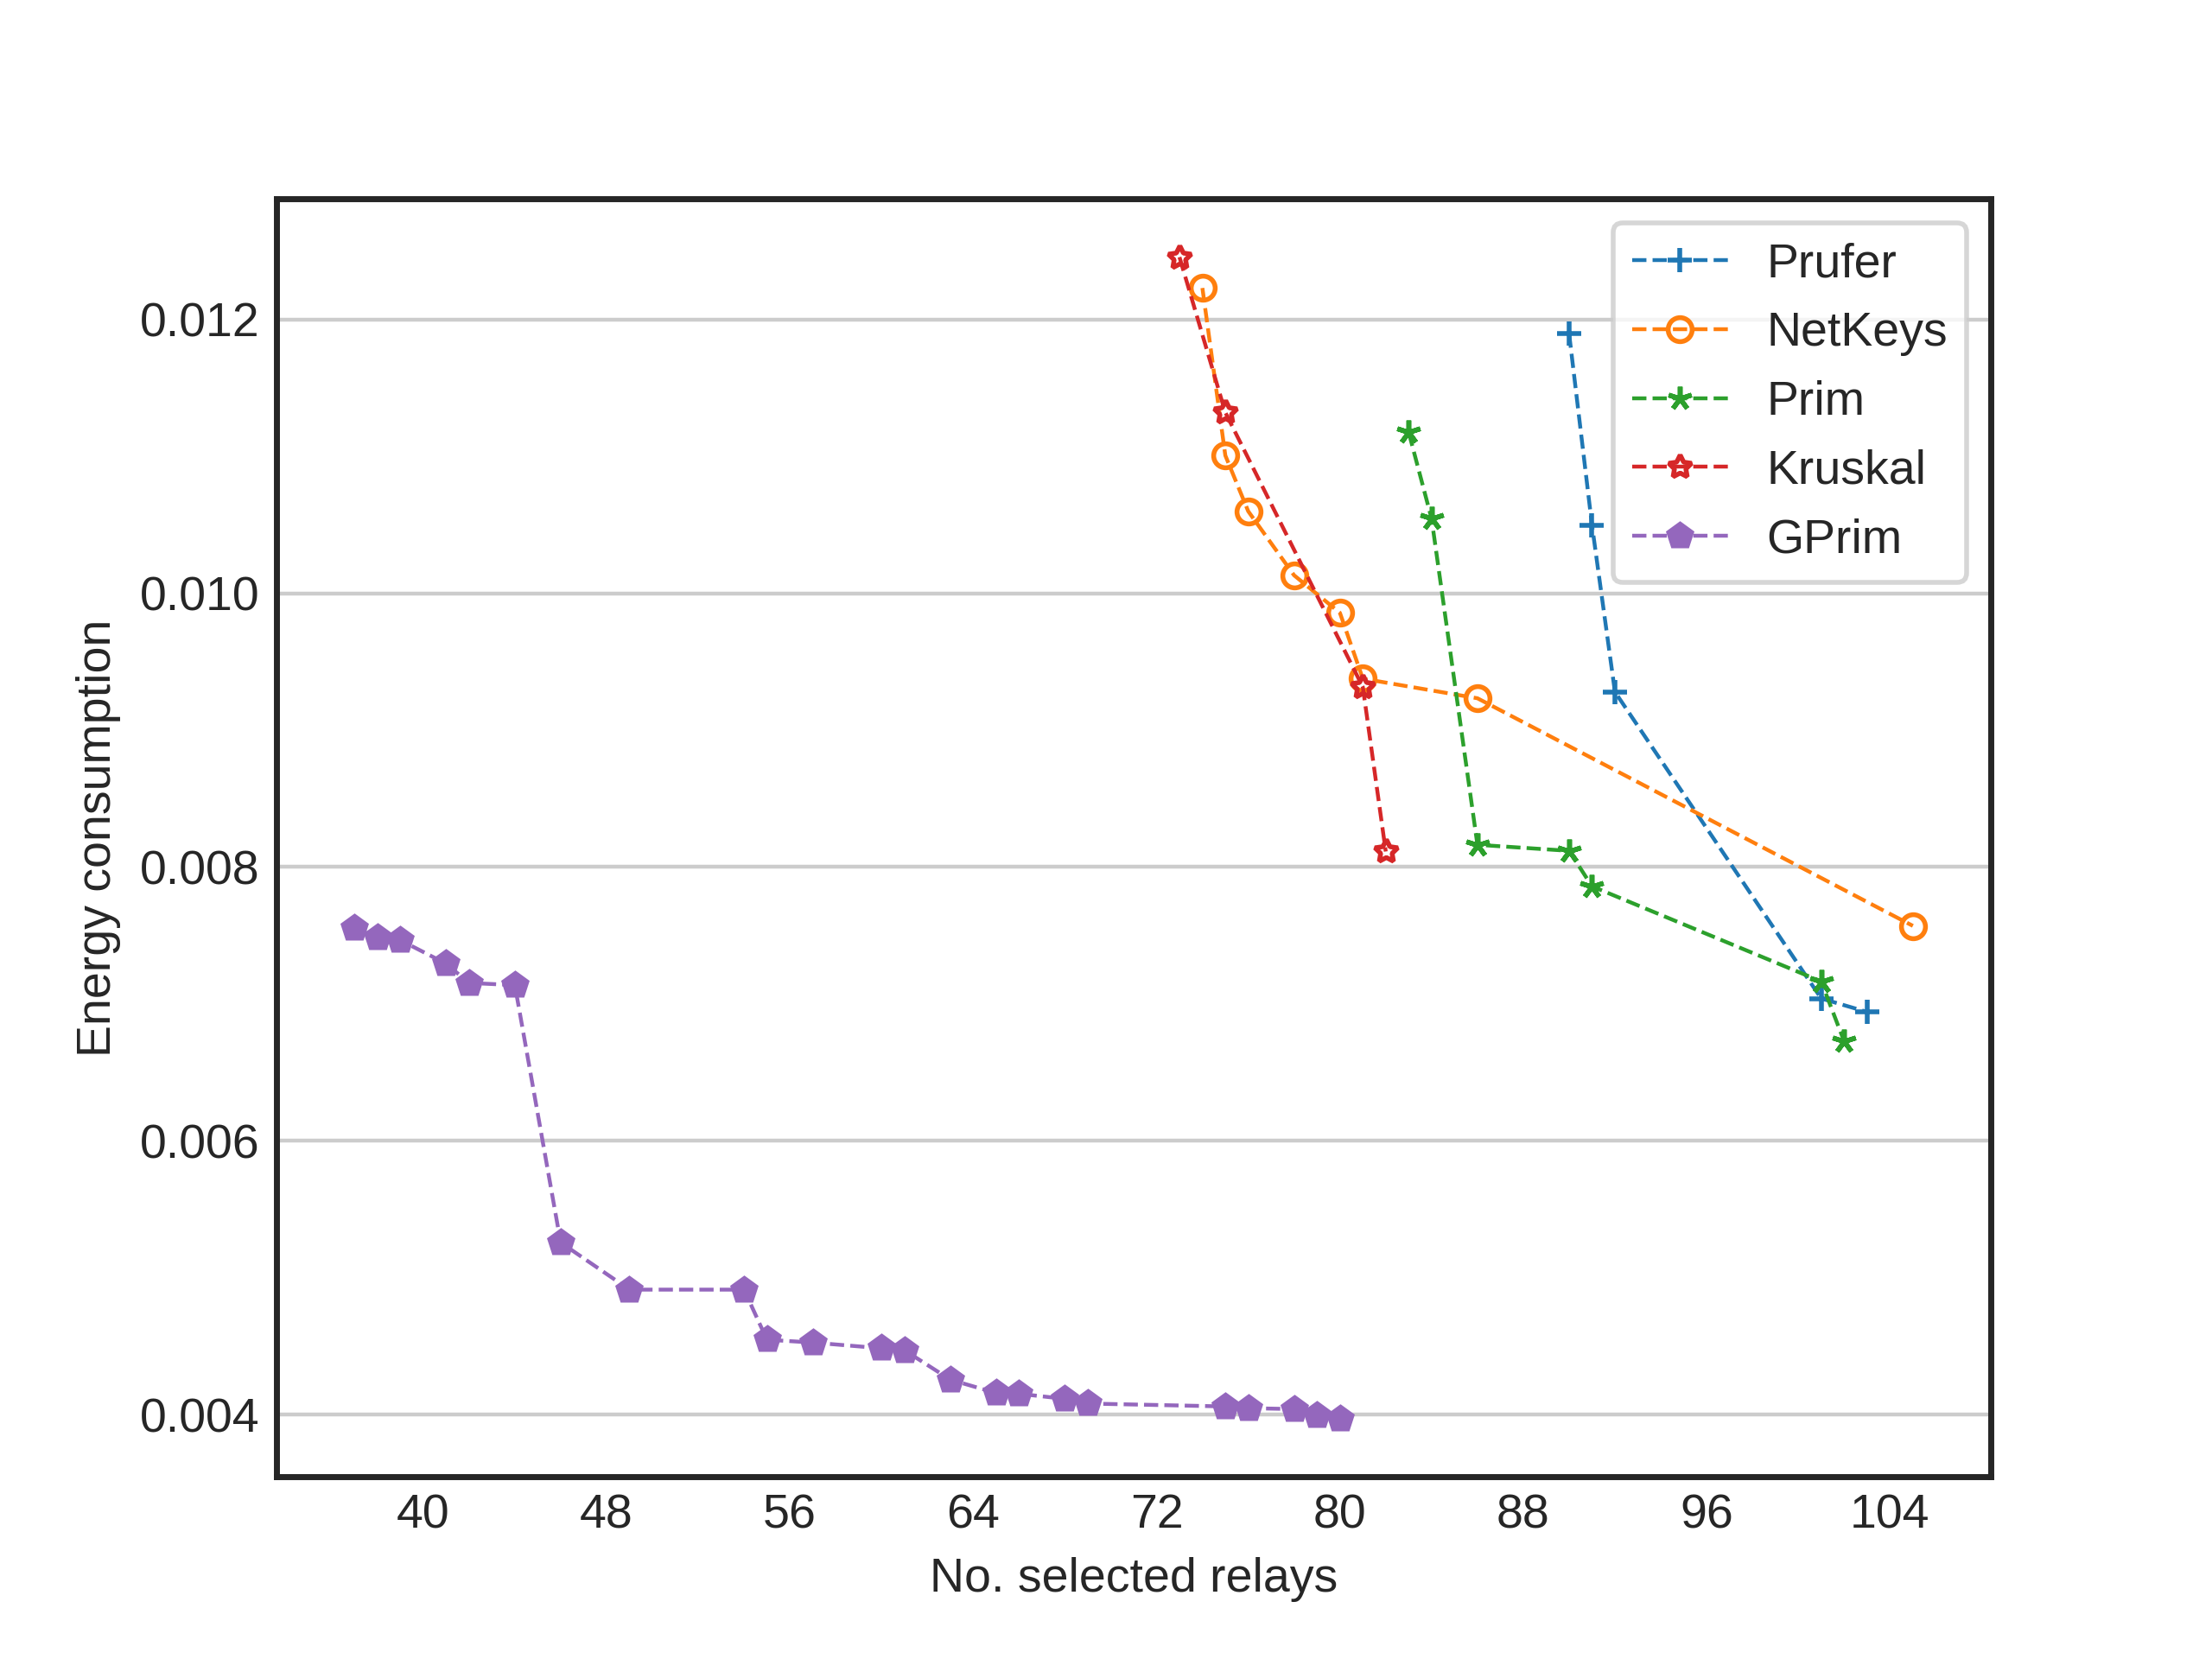 Prufer
NetKeys
Prim
Kruskal
GPrim
0.012
0.010
0.008
0.006
0.004
Energy consumption
40 48 56 64 72 80 88 96 104
No. selected relays